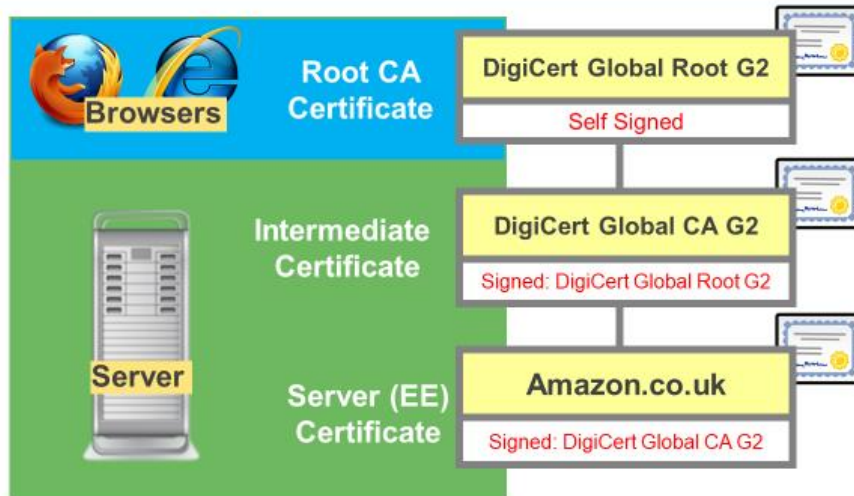 Browsers
Root CA
Certificate
DigiCert Global Root G2
Self Signed
Intermediate
Certificate
DigiCert Global CA G2
Signed: DigiCert Global Root G2
Server
Server (EE)
Certificate
Amazon.co.uk
Signed: DigiCert Global CA G2